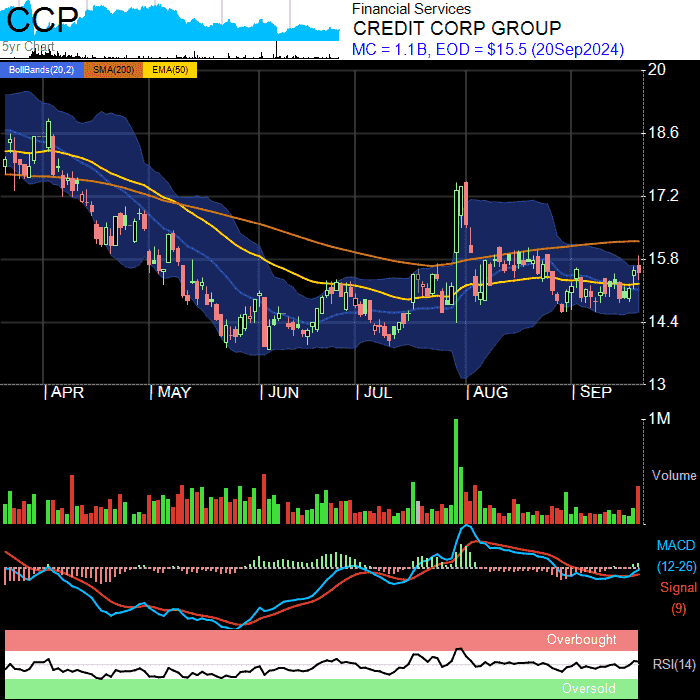 CCP
5yr Chart
Financial Services
CREDIT CORP GROUP
MC = 1.1B, EOD = $15.5 (20Sep2024)
BollBands(20,2) SMA(200) EMA(50)
20
18.6
17.2
15.8
14.4
13
APR MAY JUN JUL AUG SEP
1M
Volume
MACD
(12-26)
Signal
(9)
Overbought
RSI(14)
Oversold